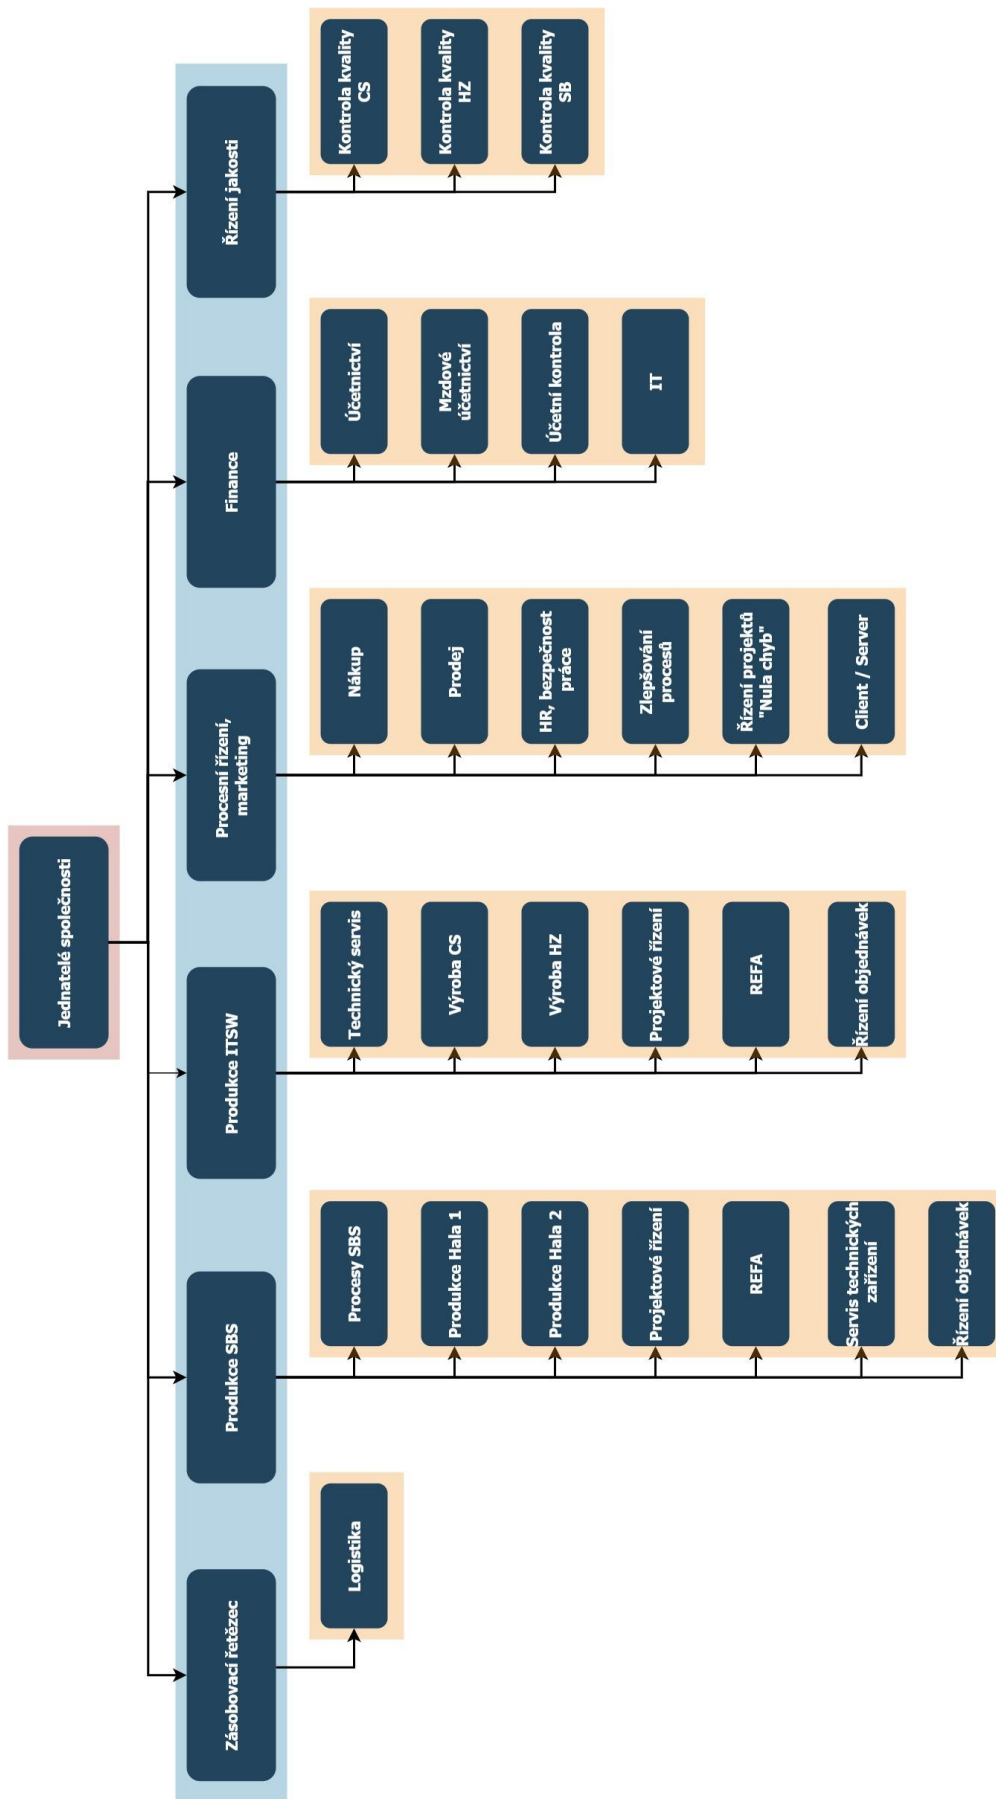 Jednatelé společnosti
Zásobovací řetězec
Produkce SBS
Produkce ITSW
Procesní řízení,
marketing
Finance
Řízení jakosti
Logistika
Procesy SBS
Produkce Hala 1
Produkce Hala 2
Projektové řízení
REFA
Servis technických
zařízení
Řízení objednávek
Technický servis
Výroba CS
Výroba HZ
Projektové řízení
REFA
Řízení objednávek
Nákup
Prodej
HR, bezpečnost
práce
Zlepšování
procesů
Řízení projektů
"Nula chyb"
Client / Server
Účetnictví
Mzdové
účetnictví
Účetní kontrola
IT
Kontrola kvality
CS
Kontrola kvality
HZ
Kontrola kvality
SB